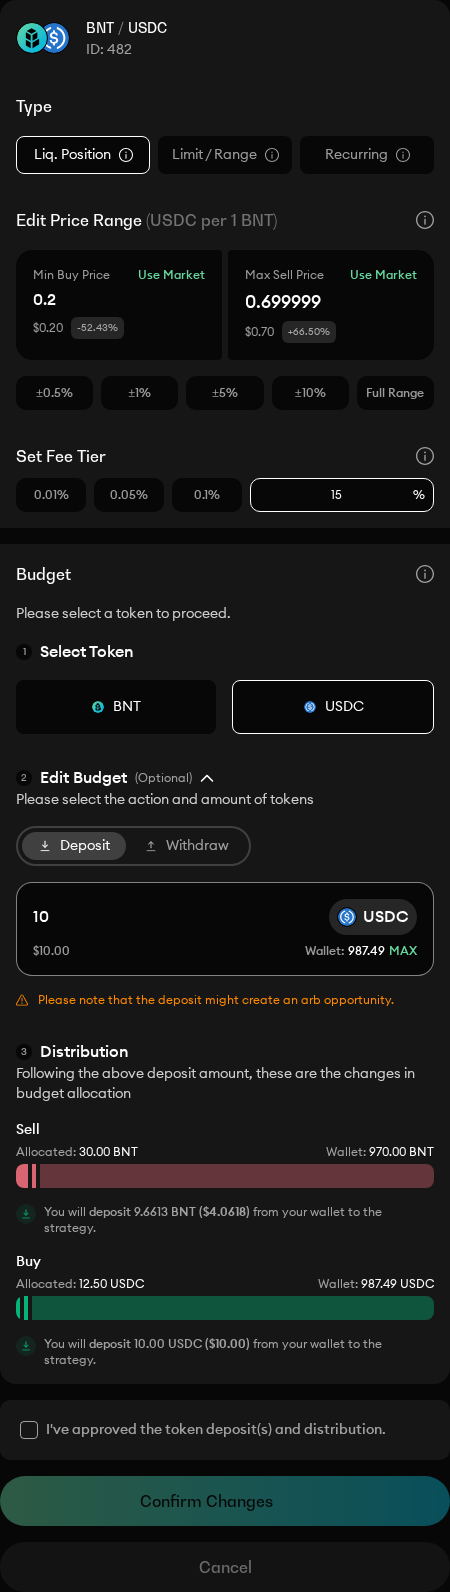 BNT / USDC
ID: 482
Type
Liq. Position
Limit / Range
Recurring
Edit Price Range (USDC per 1 BNT)
Min Buy Price Use Market
0.2
$0.20 -52.43%
Max Sell Price Use Market
0.699999
$0.70 +66.50%
±0.5% ±1% ±5% ±10% Full Range
Set Fee Tier
0.01% 0.05% 0.1% 15 %
Budget
Please select a token to proceed.
1 Select Token
BNT USDC
2 Edit Budget (Optional)
Please select the action and amount of tokens
Deposit Withdraw
10 USDC
$10.00 Wallet: 987.49 MAX
Please note that the deposit might create an arb opportunity.
3 Distribution
Following the above deposit amount, these are the changes in
budget allocation
Sell
Allocated: 30.00 BNT Wallet: 970.00 BNT
You will deposit 9.6613 BNT ($4.0618) from your wallet to the
strategy.
Buy
Allocated: 12.50 USDC Wallet: 987.49 USDC
You will deposit 10.00 USDC ($10.00) from your wallet to the
strategy.
I've approved the token deposit(s) and distribution.
Confirm Changes
Cancel